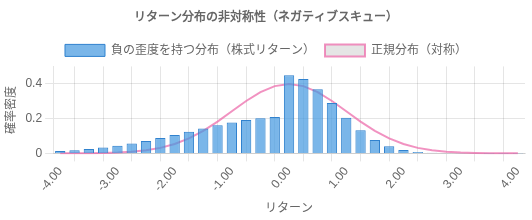 リターン分布の非対称性（ネガティブスキュー）
負の歪度を持つ分布（株式リターン）
正規分布（対称）
確率密度
0.4
0.2
0
-4.00
-3.00
-2.00
-1.00
0.00
1.00
2.00
3.00
4.00
リターン